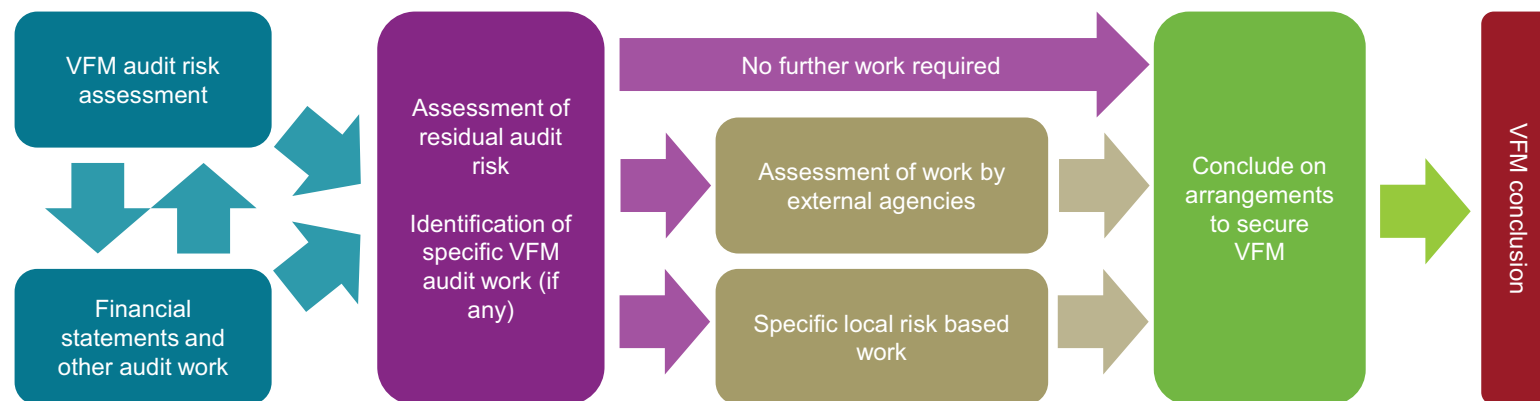 VFM audit risk
assessment
Financial
statements and
other audit work
Assessment of
residual audit
risk
Identification of
specific VFM
audit work (if
any)
No further work required
Assessment of work by
external agencies
Specific local risk based
work
Conclude on
arrangements
to secure
VFM
VFM conclusion